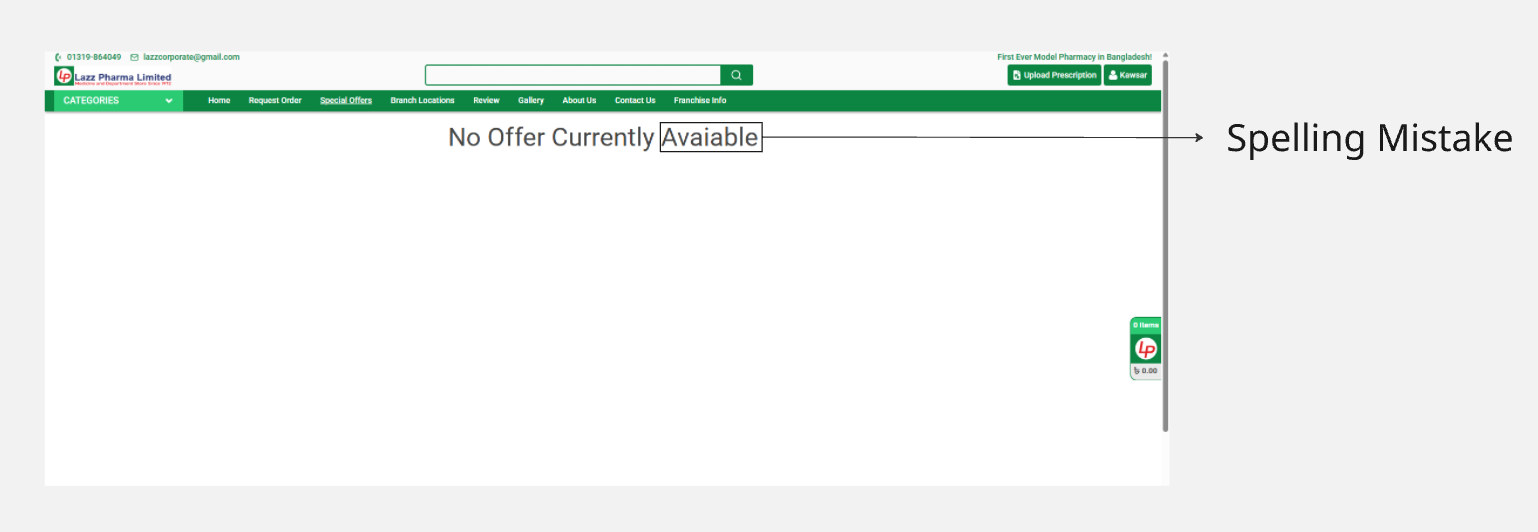 01319-864049 lazzcorporate@gmail.com
First Ever Model Pharmacy in Bangladesh!
LP Lazz Pharma Limited
Medicine and Department Store Since 1972
Upload Prescription Kawsar
CATEGORIES Home Request Order Special Offers Branch Locations Review Gallery About Us Contact Us Franchise Info
No Offer Currently Avaiable
Spelling Mistake
0 Items
LP
৳ 0.00